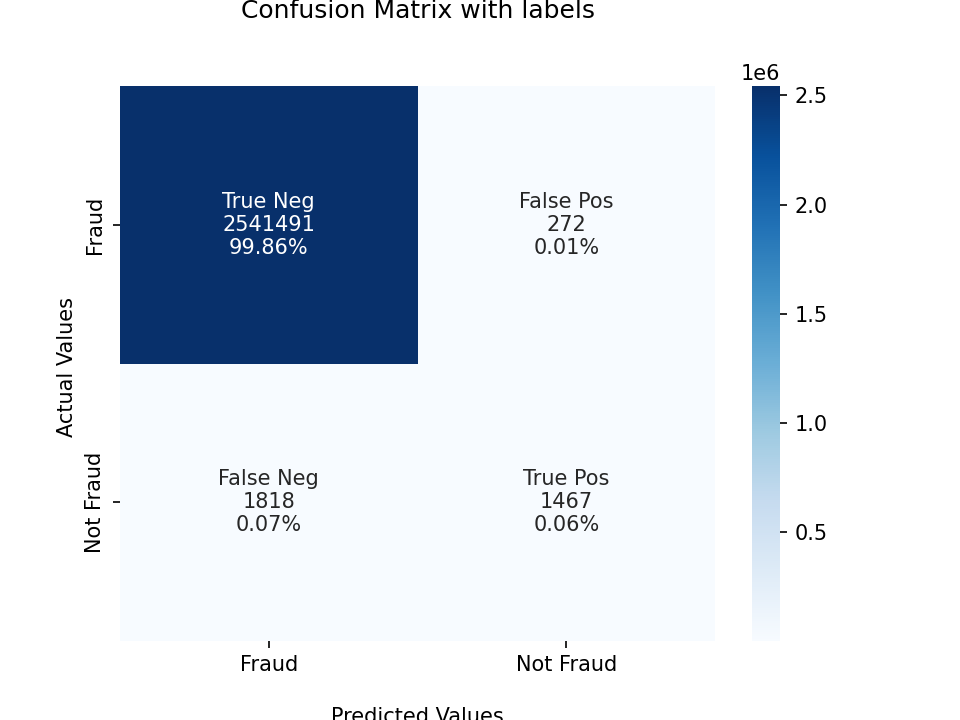 Confusion Matrix with labels
1e6
True Neg
2541491
99.86%
False Pos
272
0.01%
False Neg
1818
0.07%
True Pos
1467
0.06%
Fraud
Not Fraud
Actual Values
Fraud
Not Fraud
Predicted Values
2.5
2.0
1.5
1.0
0.5